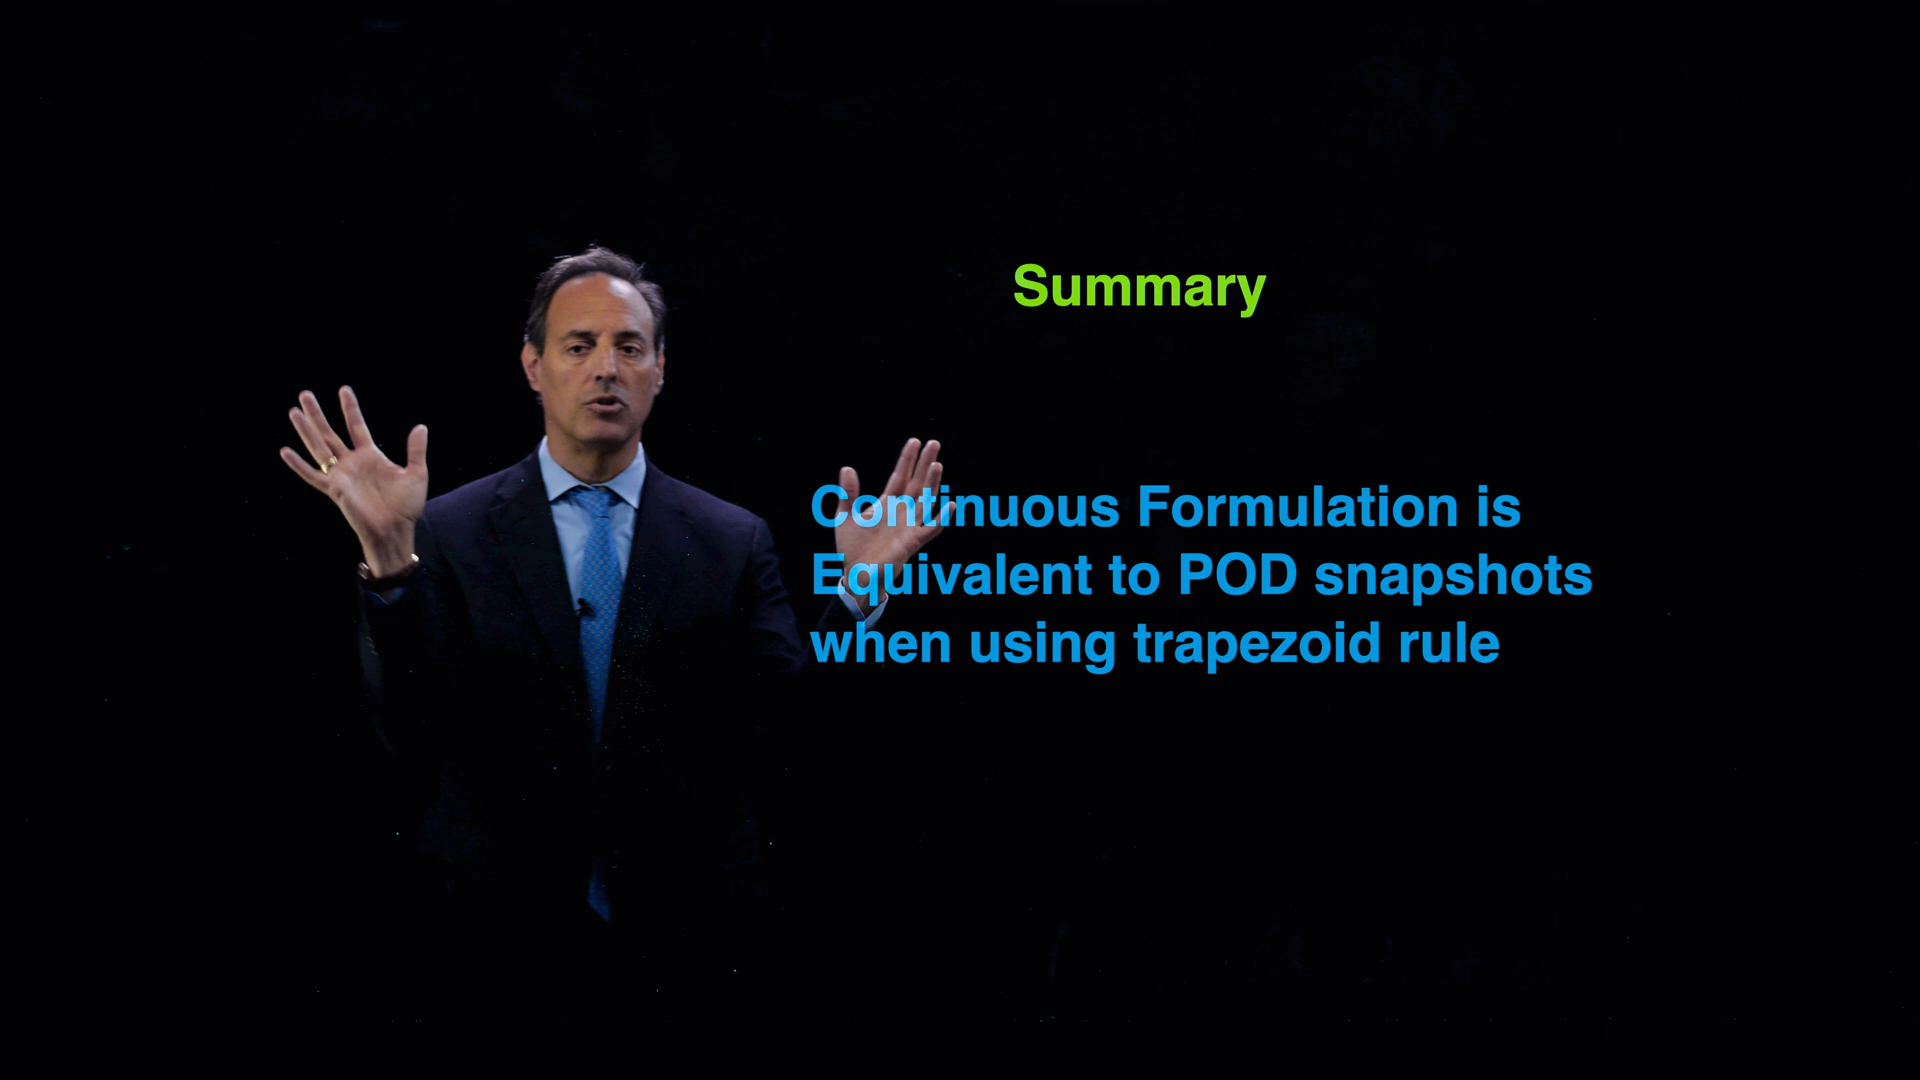 Summary
Continuous Formulation is
Equivalent to POD snapshots
when using trapezoid rule